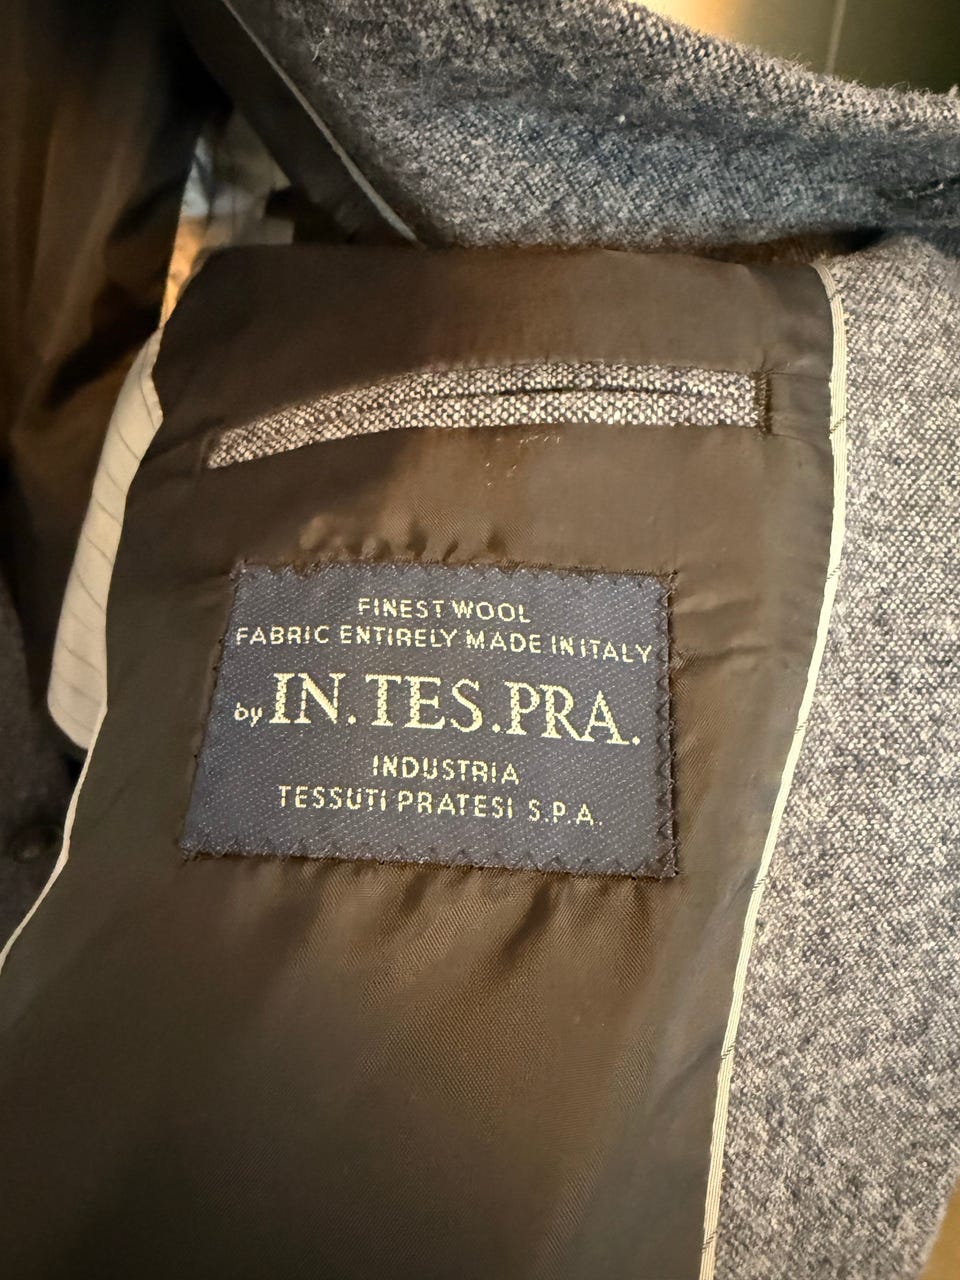 FINEST WOOL
FABRIC ENTIRELY MADE IN ITALY
by IN.TES.PRA.
INDUSTRIA
TESSUTI PRATESI S.P.A.